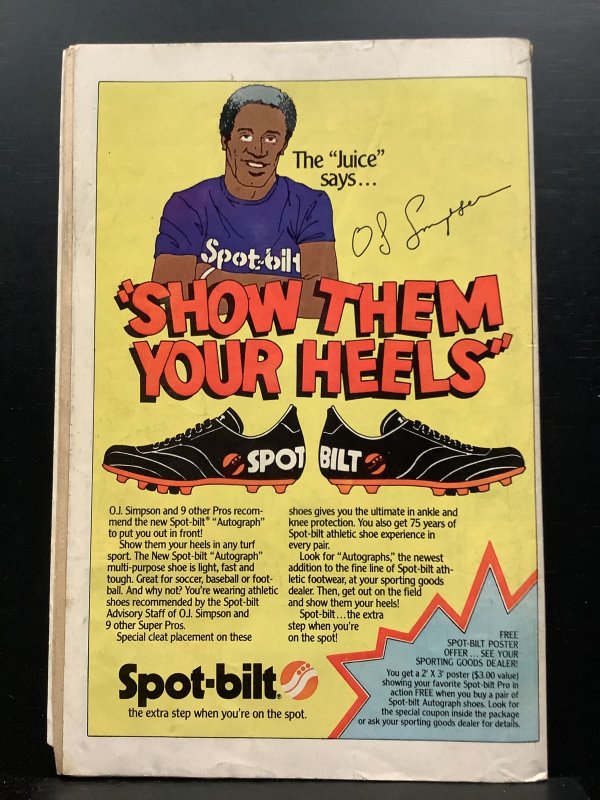 The "Juice"
says...
OJ Simpson
Spot-bilt
"SHOW THEM
YOUR HEELS"
SPOT BILT
O.J. Simpson and 9 other Pros recom-
mend the new Spot-bilt® "Autograph"
to put you out in front!
Show them your heels in any turf
sport. The New Spot-bilt "Autograph"
multi-purpose shoe is light, fast and
tough. Great for soccer, baseball or foot-
ball. And why not? You're wearing athletic
shoes recommended by the Spot-bilt
Advisory Staff of O.J. Simpson and
9 other Super Pros.
Special cleat placement on these
shoes gives you the ultimate in ankle and
knee protection. You also get 75 years of
Spot-bilt athletic shoe experience in
every pair.
Look for "Autographs," the newest
addition to the fine line of Spot-bilt ath-
letic footwear, at your sporting goods
dealer. Then, get out on the field
and show them your heels!
Spot-bilt...the extra
step when you're
on the spot!
Spot-bilt®
the extra step when you're on the spot.
FREE
SPOT-BILT POSTER
OFFER... SEE YOUR
SPORTING GOODS DEALER!
You get a 2' X 3' poster ($3.00 value)
showing your favorite Spot-bilt Pro in
action FREE when you buy a pair of
Spot-bilt Autograph shoes. Look for
the special coupon inside the package
or ask your sporting goods dealer for details.